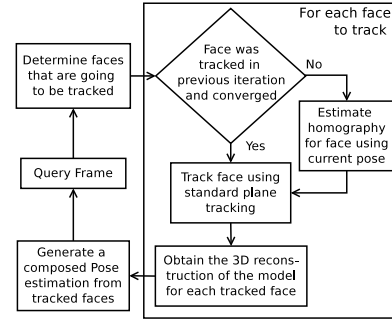 For each face
to track
Determine faces
that are going
to be tracked
Face was
tracked in
previous iteration
and converged
No
Estimate
homography
for face using
current pose
Yes
Query Frame
Track face using
standard plane
tracking
Generate a
composed Pose
estimation from
tracked faces
Obtain the 3D recons-
truction of the model
for each tracked face